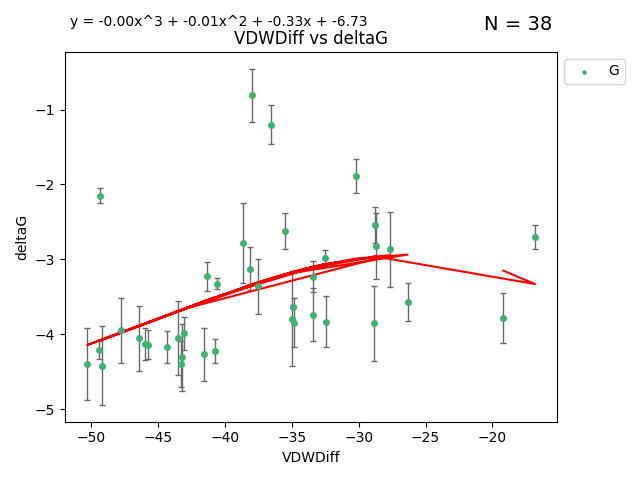 y = -0.00x^3 + -0.01x^2 + -0.33x + -6.73
N = 38
VDWDiff vs deltaG
G
−1
−2
−3
−4
−5
deltaG
−50
−45
−40
−35
−30
−25
−20
VDWDiff